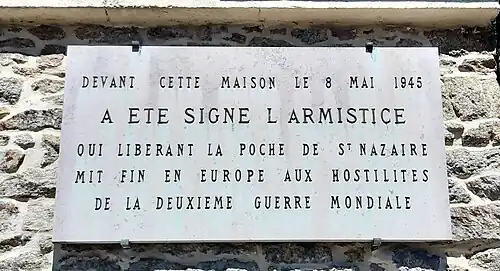 DEVANT CETTE MAISON LE 8 MAI 1945
A ETE SIGNE L'ARMISTICE
QUI LIBERANT LA POCHE DE ST NAZAIRE
MIT FIN EN EUROPE AUX HOSTILITES
DE LA DEUXIEME GUERRE MONDIALE